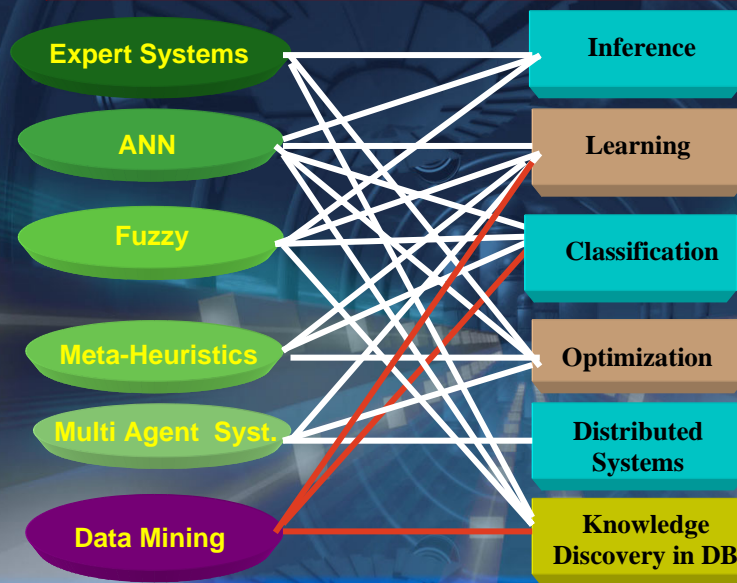 Expert Systems
ANN
Fuzzy
Meta-Heuristics
Multi Agent Syst.
Data Mining
Inference
Learning
Classification
Optimization
Distributed
Systems
Knowledge
Discovery in DB